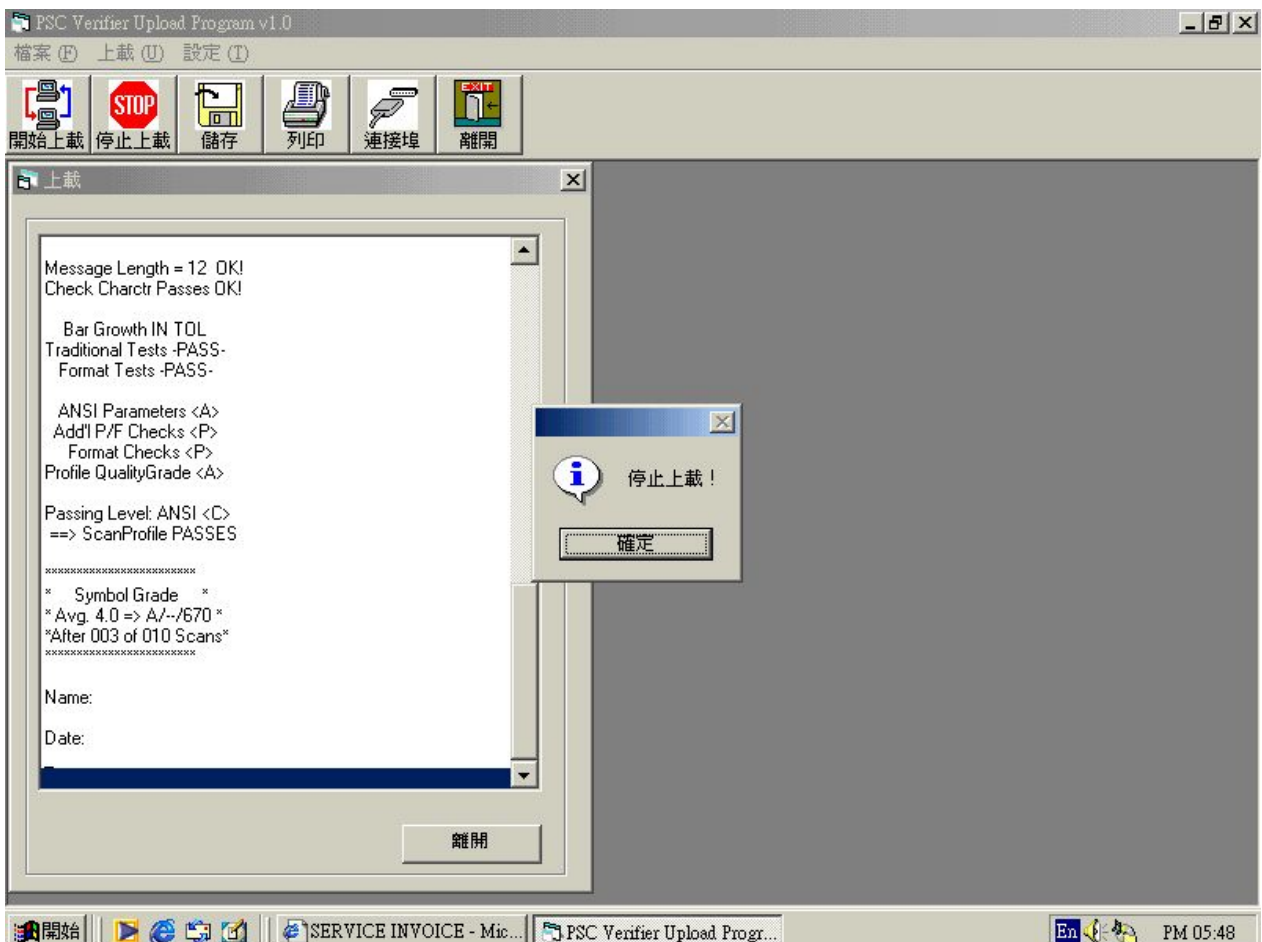 PSC Verifier Upload Program v1.0
檔案(F) 上載(U) 設定(T)
STOP
EXIT
開始上載 停止上載 儲存 列印 連接埠 離開
上載
Message Length = 12 OK!
Check Charctr Passes OK!
Bar Growth IN TOL
Traditional Tests -PASS-
Format Tests -PASS-
ANSI Parameters <A>
Add'l P/F Checks <P>
Format Checks <P>
Profile QualityGrade <A>
Passing Level: ANSI <C>
==> ScanProfile PASSES
************************
* Symbol Grade *
* Avg. 4.0 => A/--/670 *
*After 003 of 010 Scans*
************************
Name:
Date:
停止上載！
確定
離開
開始 SERVICE INVOICE - Mic... PSC Verifier Upload Progr... En PM 05:48